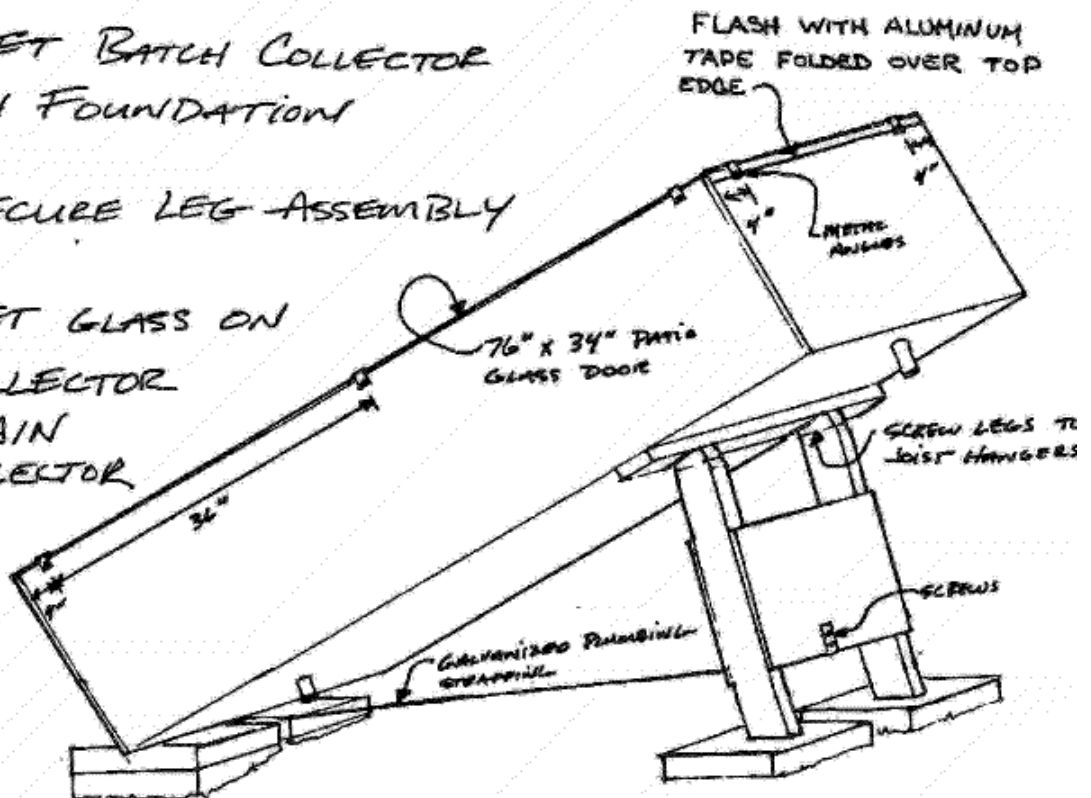 ET BATCH COLLECTOR
N FOUNDATION
ECURE LEG ASSEMBLY
ET GLASS ON
LLECTOR
AIN
LECTOR
FLASH WITH ALUMINUM
TAPE FOLDED OVER TOP
EDGE
4"
4"
METAL
ANGLES
76" x 34" PATIO
GLASS DOOR
SCREW LEGS TO
JOIST HANGERS
36"
4"
SCREWS
GALVANIZED PLUMBING
STRAPPING